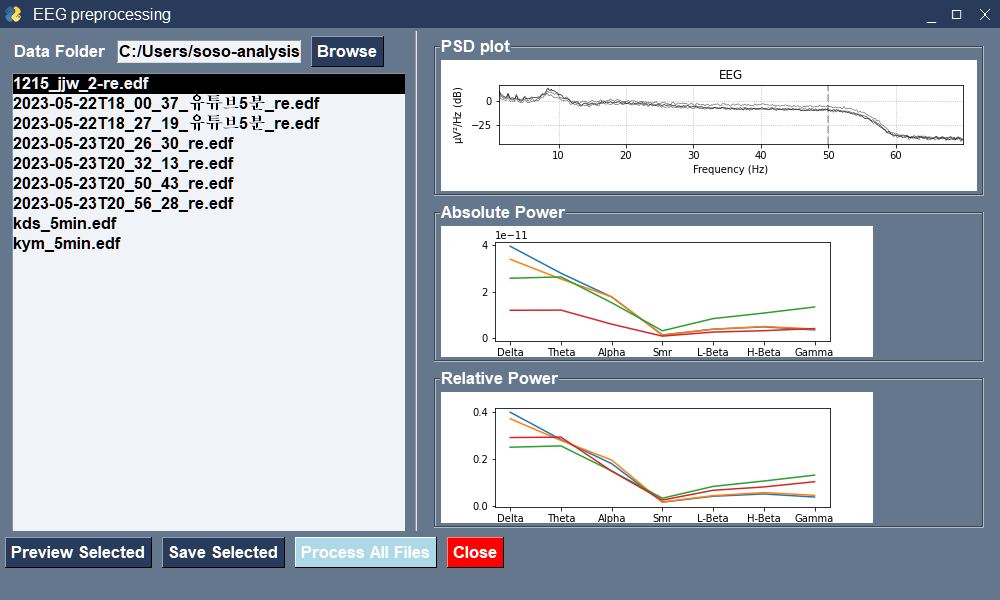 EEG preprocessing
Data Folder C:/Users/soso-analysis Browse
1215_jjw_2-re.edf
2023-05-22T18_00_37_유튜브5분_re.edf
2023-05-22T18_27_19_유튜브5분_re.edf
2023-05-23T20_26_30_re.edf
2023-05-23T20_32_13_re.edf
2023-05-23T20_50_43_re.edf
2023-05-23T20_56_28_re.edf
kds_5min.edf
kym_5min.edf
PSD plot
EEG
µV²/Hz (dB)
0
−25
10 20 30 40 50 60
Frequency (Hz)
Absolute Power
1e−11
4
2
0
Delta Theta Alpha Smr L-Beta H-Beta Gamma
Relative Power
0.4
0.2
0.0
Delta Theta Alpha Smr L-Beta H-Beta Gamma
Preview Selected Save Selected Process All Files Close